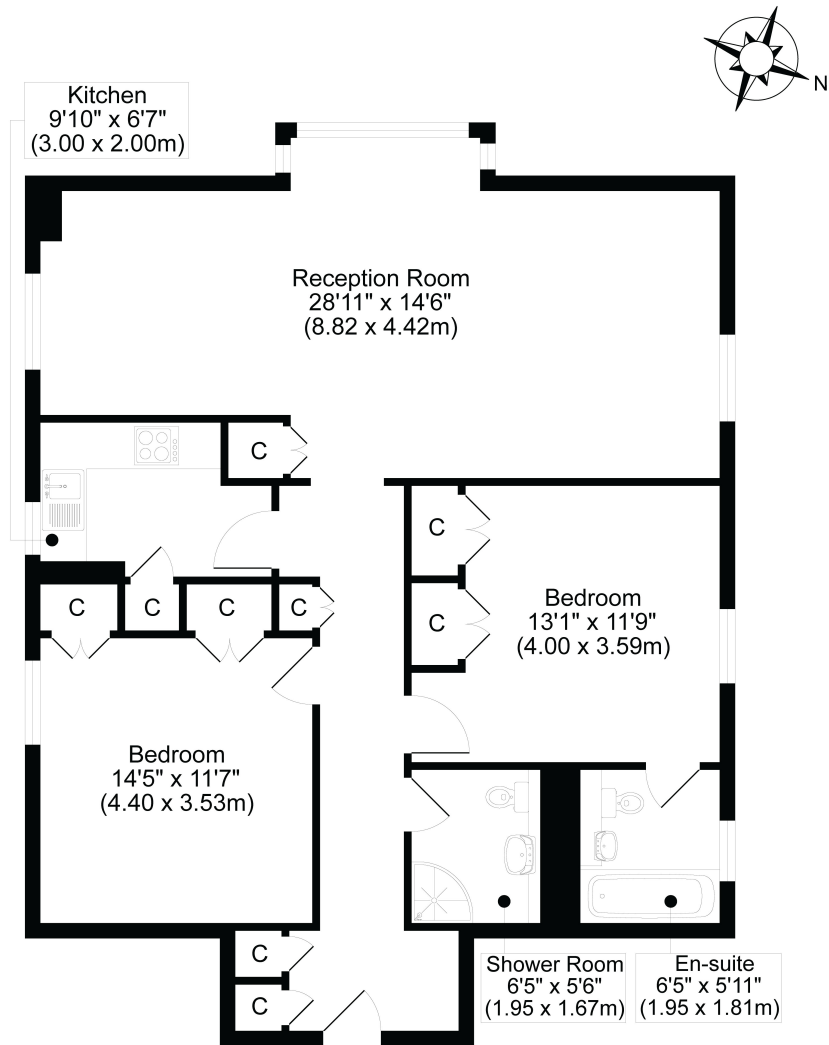 N
Kitchen
9'10" x 6'7"
(3.00 x 2.00m)
Reception Room
28'11" x 14'6"
(8.82 x 4.42m)
C
C
C
C
C
C
C
Bedroom
13'1" x 11'9"
(4.00 x 3.59m)
Bedroom
14'5" x 11'7"
(4.40 x 3.53m)
C
C
Shower Room
6'5" x 5'6"
(1.95 x 1.67m)
En-suite
6'5" x 5'11"
(1.95 x 1.81m)